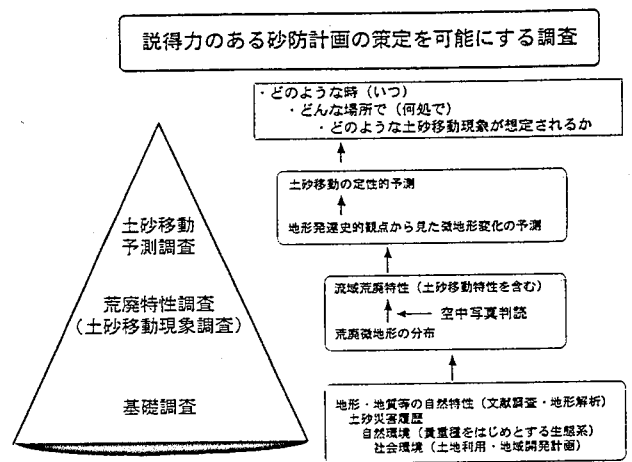 説得力のある砂防計画の策定を可能にする調査
・どのような時（いつ）
・どんな場所で（何処で）
・どのような土砂移動現象が想定されるか
土砂移動の定性的予測
地形発達史的観点から見た微地形変化の予測
土砂移動
予測調査
流域荒廃特性（土砂移動特性を含む）
空中写真判読
荒廃微地形の分布
荒廃特性調査
（土砂移動現象調査）
基礎調査
地形・地質等の自然特性（文献調査・地形解析）
土砂災害履歴
自然環境（貴重種をはじめとする生態系）
社会環境（土地利用・地域開発計画）